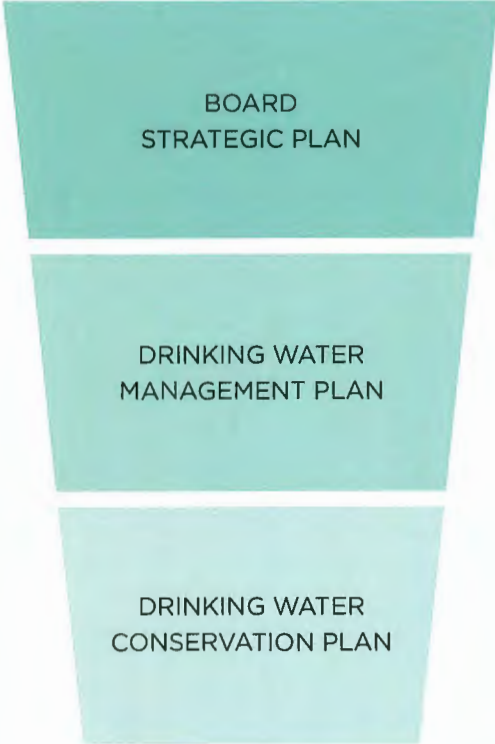 BOARD
STRATEGIC PLAN
DRINKING WATER
MANAGEMENT PLAN
DRINKING WATER
CONSERVATION PLAN